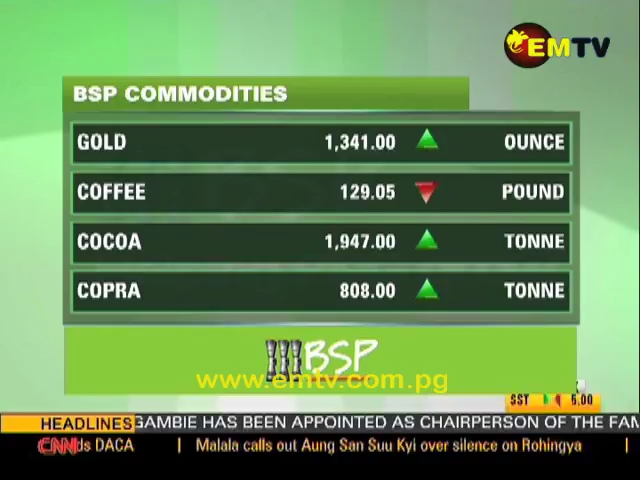 EMTV
BSP COMMODITIES
GOLD 1,341.00 OUNCE
COFFEE 129.05 POUND
COCOA 1,947.00 TONNE
COPRA 808.00 TONNE
BSP
www.emtv.com.pg
SST 5.00
HEADLINES GAMBIE HAS BEEN APPOINTED AS CHAIRPERSON OF THE FAM
CNN ds DACA | Malala calls out Aung San Suu Kyi over silence on Rohingya |